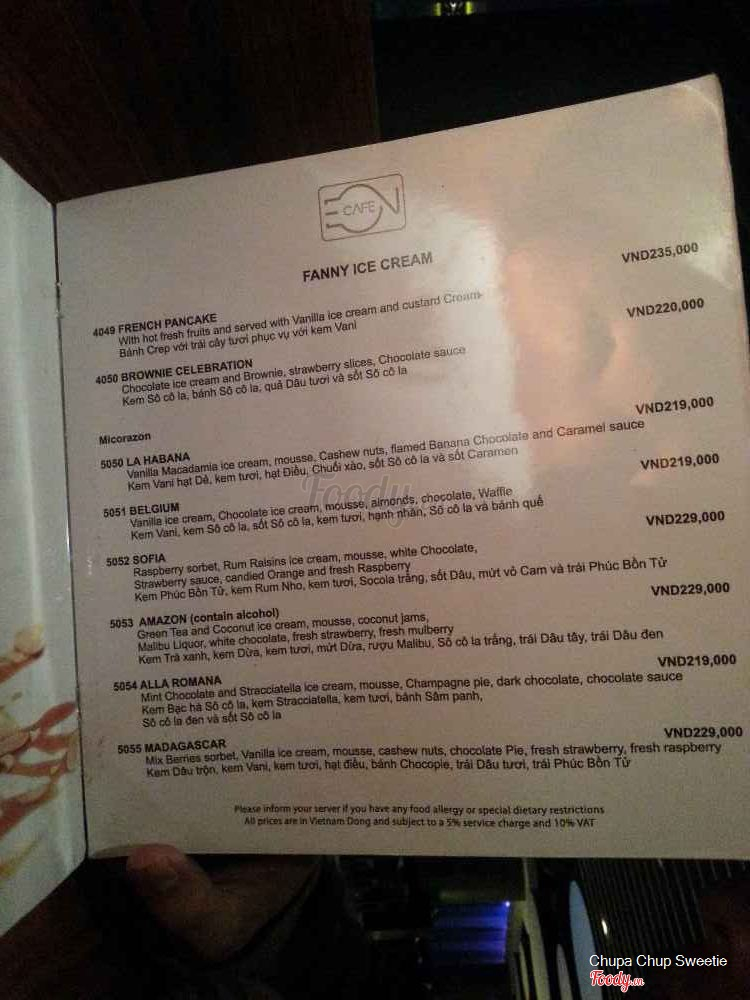 EON
CAFE
FANNY ICE CREAM
4049 FRENCH PANCAKE VND235,000
With hot fresh fruits and served with Vanilla ice cream and custard Cream
Bánh Crep với trái cây tươi phục vụ với kem Vani
4050 BROWNIE CELEBRATION VND220,000
Chocolate ice cream and Brownie, strawberry slices, Chocolate sauce
Kem Sô cô la, bánh Sô cô la, quả Dâu tươi và sốt Sô cô la
Micorazon
5050 LA HABANA VND219,000
Vanilla Macadamia ice cream, mousse, Cashew nuts, flamed Banana Chocolate and Caramel sauce
Kem Vani hạt Dẻ, kem tươi, hạt Điều, Chuối xào, sốt Sô cô la và sốt Caramen
5051 BELGIUM VND219,000
Vanilla ice cream, Chocolate ice cream, mousse, almonds, chocolate, Waffle
Kem Vani, kem Sô cô la, sốt Sô cô la, kem tươi, hạnh nhân, Sô cô la và bánh quế
5052 SOFIA VND229,000
Raspberry sorbet, Rum Raisins ice cream, mousse, white Chocolate,
Strawberry sauce, candied Orange and fresh Raspberry
Kem Phúc Bồn Tử, kem Rum Nho, kem tươi, Socola trắng, sốt Dâu, mứt vỏ Cam và trái Phúc Bồn Tử
5053 AMAZON (contain alcohol) VND229,000
Green Tea and Coconut ice cream, mousse, coconut jams,
Malibu Liquor, white chocolate, fresh strawberry, fresh mulberry
Kem Trà xanh, kem Dừa, kem tươi, mứt Dừa, rượu Malibu, Sô cô la trắng, trái Dâu tây, trái Dâu đen
5054 ALLA ROMANA VND219,000
Mint Chocolate and Stracciatella ice cream, mousse, Champagne pie, dark chocolate, chocolate sauce
Kem Bạc hà Sô cô la, kem Stracciatella, kem tươi, bánh Sâm panh,
Sô cô la đen và sốt Sô cô la
5055 MADAGASCAR VND229,000
Mix Berries sorbet, Vanilla ice cream, mousse, cashew nuts, chocolate Pie, fresh strawberry, fresh raspberry
Kem Dâu trộn, kem Vani, kem tươi, hạt điều, bánh Chocopie, trái Dâu tươi, trái Phúc Bồn Tử
Please inform your server if you have any food allergy or special dietary restrictions
All prices are in Vietnam Dong and subject to a 5% service charge and 10% VAT
Foody
Chupa Chup Sweetie
Foody.vn